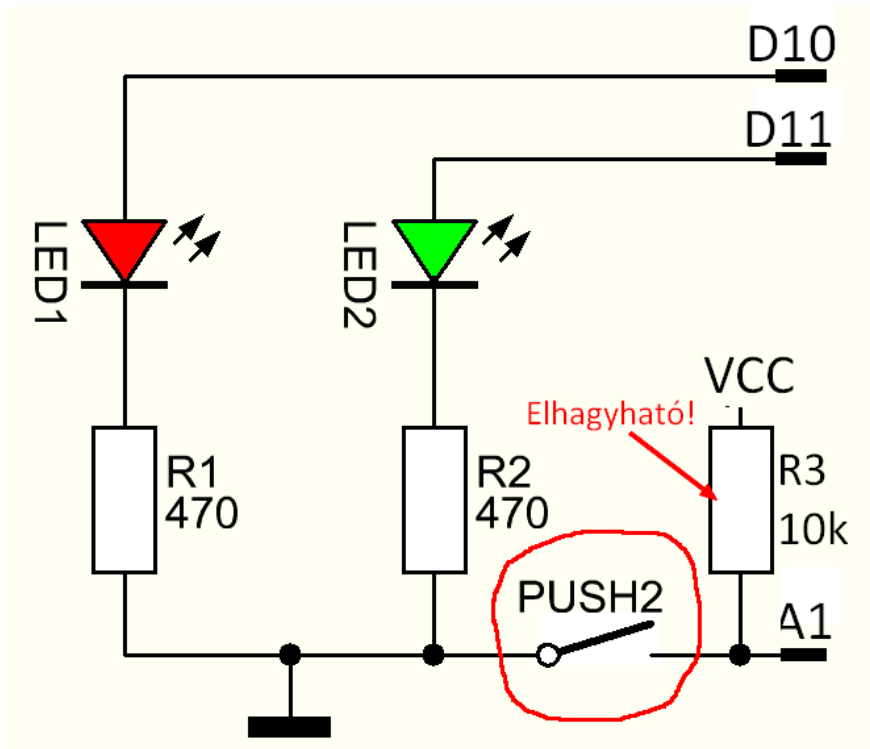 D10
D11
LED1
LED2
VCC
Elhagyható!
R1
470
R2
470
R3
10k
PUSH2
A1